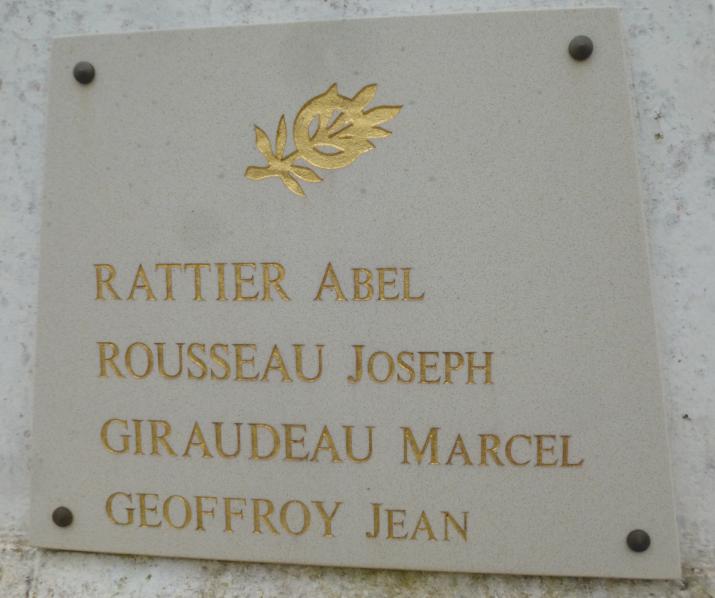 RATTIER ABEL
ROUSSEAU JOSEPH
GIRAUDEAU MARCEL
GEOFFROY JEAN